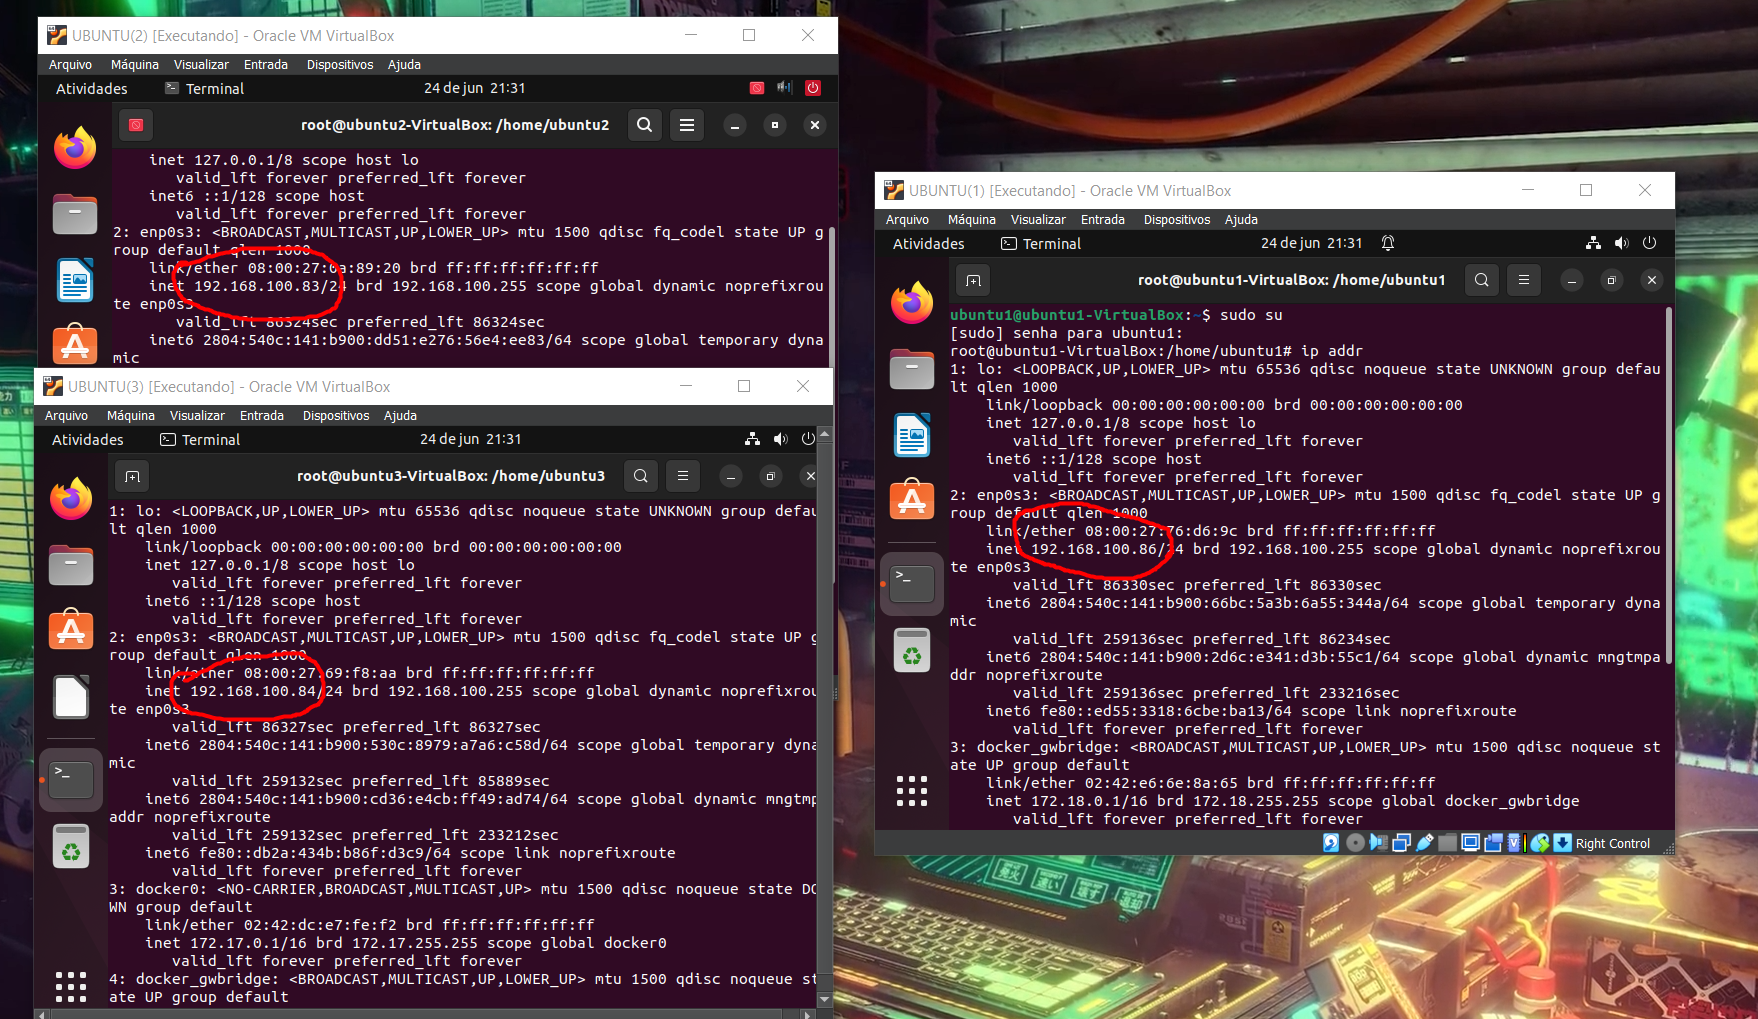 UBUNTU(2) [Executando] - Oracle VM VirtualBox
Arquivo Máquina Visualizar Entrada Dispositivos Ajuda
Atividades Terminal 24 de jun 21:31
root@ubuntu2-VirtualBox: /home/ubuntu2
inet 127.0.0.1/8 scope host lo
valid_lft forever preferred_lft forever
inet6 ::1/128 scope host
valid_lft forever preferred_lft forever
2: enp0s3: <BROADCAST,MULTICAST,UP,LOWER_UP> mtu 1500 qdisc fq_codel state UP g
roup default qlen 1000
link/ether 08:00:27:0a:89:20 brd ff:ff:ff:ff:ff:ff
inet 192.168.100.83/24 brd 192.168.100.255 scope global dynamic noprefixrou
te enp0s3
valid_lft 86324sec preferred_lft 86324sec
inet6 2804:540c:141:b900:dd51:e276:56e4:ee83/64 scope global temporary dyna
mic
UBUNTU(3) [Executando] - Oracle VM VirtualBox
Arquivo Máquina Visualizar Entrada Dispositivos Ajuda
Atividades Terminal 24 de jun 21:31
root@ubuntu3-VirtualBox: /home/ubuntu3
1: lo: <LOOPBACK,UP,LOWER_UP> mtu 65536 qdisc noqueue state UNKNOWN group defau
lt qlen 1000
link/loopback 00:00:00:00:00:00 brd 00:00:00:00:00:00
inet 127.0.0.1/8 scope host lo
valid_lft forever preferred_lft forever
inet6 ::1/128 scope host
valid_lft forever preferred_lft forever
2: enp0s3: <BROADCAST,MULTICAST,UP,LOWER_UP> mtu 1500 qdisc fq_codel state UP g
roup default qlen 1000
link/ether 08:00:27:69:f8:aa brd ff:ff:ff:ff:ff:ff
inet 192.168.100.84/24 brd 192.168.100.255 scope global dynamic noprefixrou
te enp0s3
valid_lft 86327sec preferred_lft 86327sec
inet6 2804:540c:141:b900:530c:8979:a7a6:c58d/64 scope global temporary dyna
mic
valid_lft 259132sec preferred_lft 85889sec
inet6 2804:540c:141:b900:cd36:e4cb:ff49:ad74/64 scope global dynamic mngtmp
addr noprefixroute
valid_lft 259132sec preferred_lft 233212sec
inet6 fe80::db2a:434b:b86f:d3c9/64 scope link noprefixroute
valid_lft forever preferred_lft forever
3: docker0: <NO-CARRIER,BROADCAST,MULTICAST,UP> mtu 1500 qdisc noqueue state DO
WN group default
link/ether 02:42:dc:e7:fe:f2 brd ff:ff:ff:ff:ff:ff
inet 172.17.0.1/16 brd 172.17.255.255 scope global docker0
valid_lft forever preferred_lft forever
4: docker_gwbridge: <BROADCAST,MULTICAST,UP,LOWER_UP> mtu 1500 qdisc noqueue st
ate UP group default
UBUNTU(1) [Executando] - Oracle VM VirtualBox
Arquivo Máquina Visualizar Entrada Dispositivos Ajuda
Atividades Terminal 24 de jun 21:31
root@ubuntu1-VirtualBox: /home/ubuntu1
ubuntu1@ubuntu1-VirtualBox:~$ sudo su
[sudo] senha para ubuntu1:
root@ubuntu1-VirtualBox:/home/ubuntu1# ip addr
1: lo: <LOOPBACK,UP,LOWER_UP> mtu 65536 qdisc noqueue state UNKNOWN group defau
lt qlen 1000
link/loopback 00:00:00:00:00:00 brd 00:00:00:00:00:00
inet 127.0.0.1/8 scope host lo
valid_lft forever preferred_lft forever
inet6 ::1/128 scope host
valid_lft forever preferred_lft forever
2: enp0s3: <BROADCAST,MULTICAST,UP,LOWER_UP> mtu 1500 qdisc fq_codel state UP g
roup default qlen 1000
link/ether 08:00:27:76:d6:9c brd ff:ff:ff:ff:ff:ff
inet 192.168.100.86/24 brd 192.168.100.255 scope global dynamic noprefixrou
te enp0s3
valid_lft 86330sec preferred_lft 86330sec
inet6 2804:540c:141:b900:66bc:5a3b:6a55:344a/64 scope global temporary dyna
mic
valid_lft 259136sec preferred_lft 86234sec
inet6 2804:540c:141:b900:2d6c:e341:d3b:55c1/64 scope global dynamic mngtmpa
ddr noprefixroute
valid_lft 259136sec preferred_lft 233216sec
inet6 fe80::ed55:3318:6cbe:ba13/64 scope link noprefixroute
valid_lft forever preferred_lft forever
3: docker_gwbridge: <BROADCAST,MULTICAST,UP,LOWER_UP> mtu 1500 qdisc noqueue st
ate UP group default
link/ether 02:42:e6:6e:8a:65 brd ff:ff:ff:ff:ff:ff
inet 172.18.0.1/16 brd 172.18.255.255 scope global docker_gwbridge
valid_lft forever preferred_lft forever
Right Control